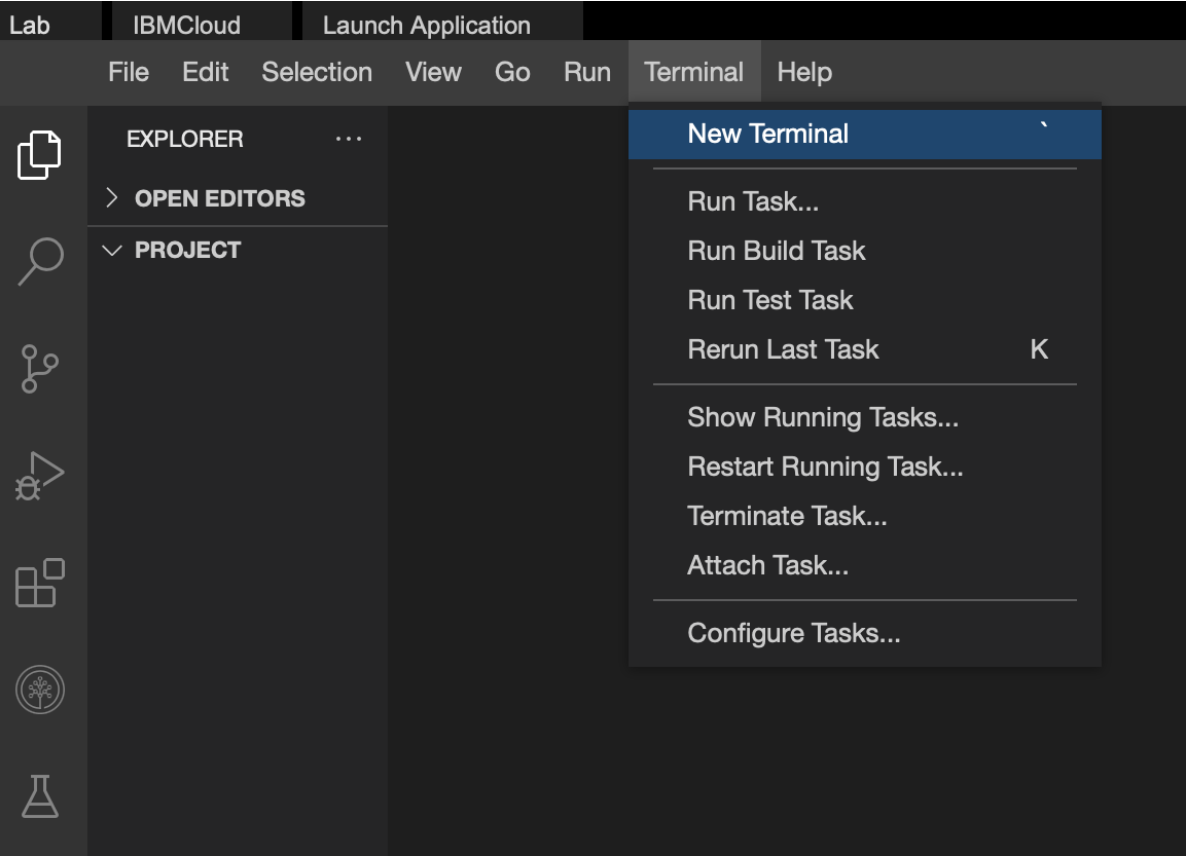 Lab IBMCloud Launch Application
File Edit Selection View Go Run Terminal Help
EXPLORER ...
OPEN EDITORS
PROJECT
New Terminal `
Run Task...
Run Build Task
Run Test Task
Rerun Last Task K
Show Running Tasks...
Restart Running Task...
Terminate Task...
Attach Task...
Configure Tasks...